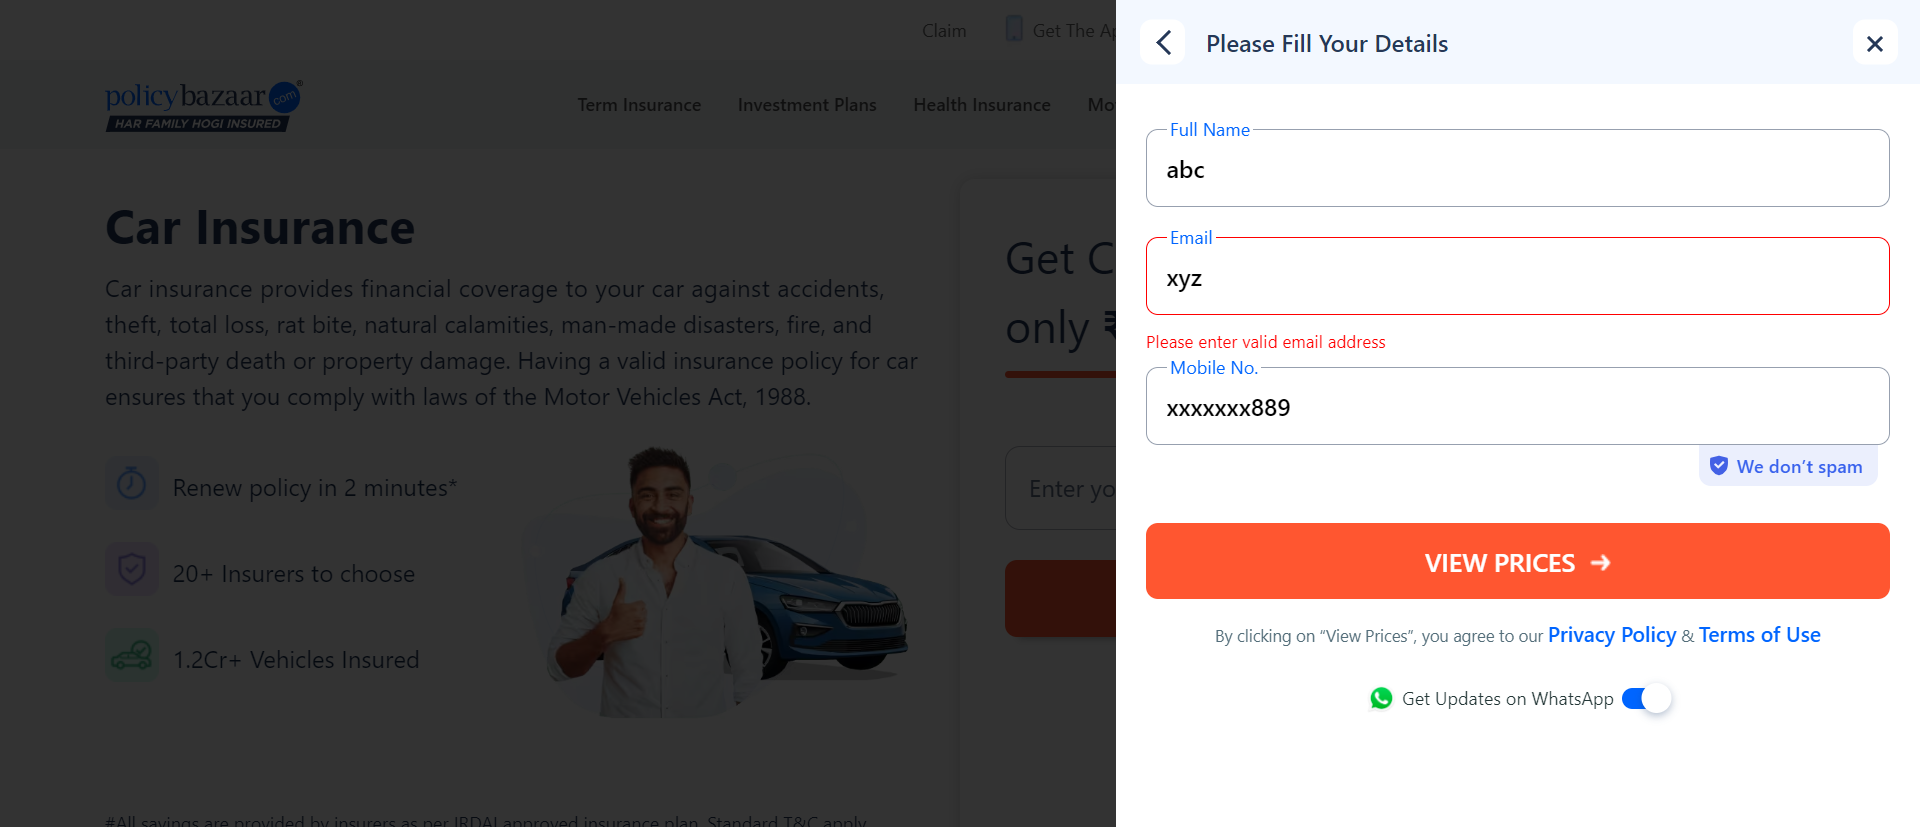 Claim
Get The Ap
policybazaar.com®
HAR FAMILY HOGI INSURED
Term Insurance
Investment Plans
Health Insurance
Mo
Car Insurance
Car insurance provides financial coverage to your car against accidents,
theft, total loss, rat bite, natural calamities, man-made disasters, fire, and
third-party death or property damage. Having a valid insurance policy for car
ensures that you comply with laws of the Motor Vehicles Act, 1988.
Renew policy in 2 minutes*
20+ Insurers to choose
1.2Cr+ Vehicles Insured
Get C
only ₹
Enter yo
#All savings are provided by insurers as per IRDAI approved insurance plan. Standard T&C apply
Please Fill Your Details
Full Name
abc
Email
xyz
Please enter valid email address
Mobile No.
xxxxxxx889
We don't spam
VIEW PRICES
By clicking on “View Prices”, you agree to our Privacy Policy & Terms of Use
Get Updates on WhatsApp